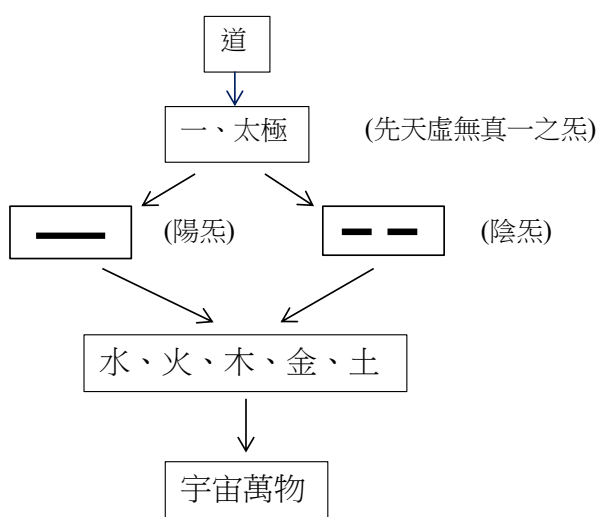 道
一、太極 (先天虛無真一之炁)
(陽炁) (陰炁)
水、火、木、金、土
宇宙萬物